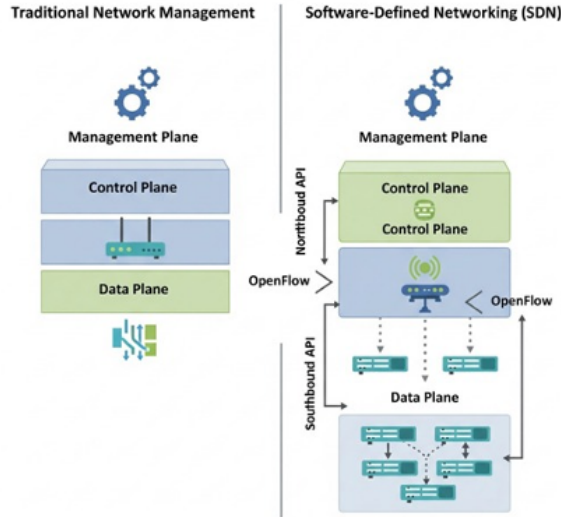 Traditional Network Management
Management Plane
Control Plane
Data Plane
Software-Defined Networking (SDN)
Management Plane
Control Plane
Control Plane
Northboud API
OpenFlow
OpenFlow
Southbound API
Data Plane